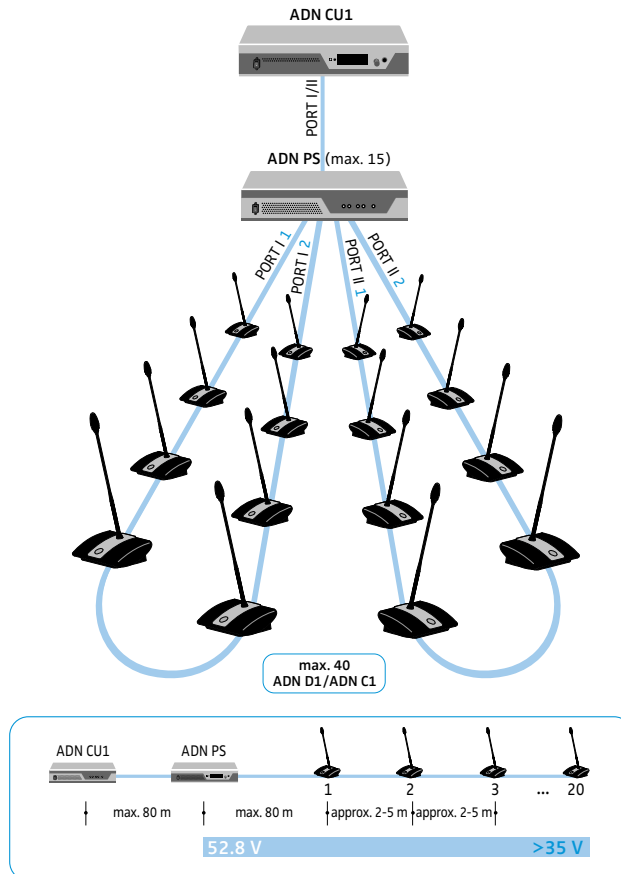 ADN CU1
PORT I/II
ADN PS (max. 15)
PORT I 1
PORT I 2
PORT II 1
PORT II 2
max. 40
ADN D1/ADN C1
ADN CU1
ADN PS
1
2
3
...
20
max. 80 m
max. 80 m
approx. 2-5 m
approx. 2-5 m
52.8 V
>35 V